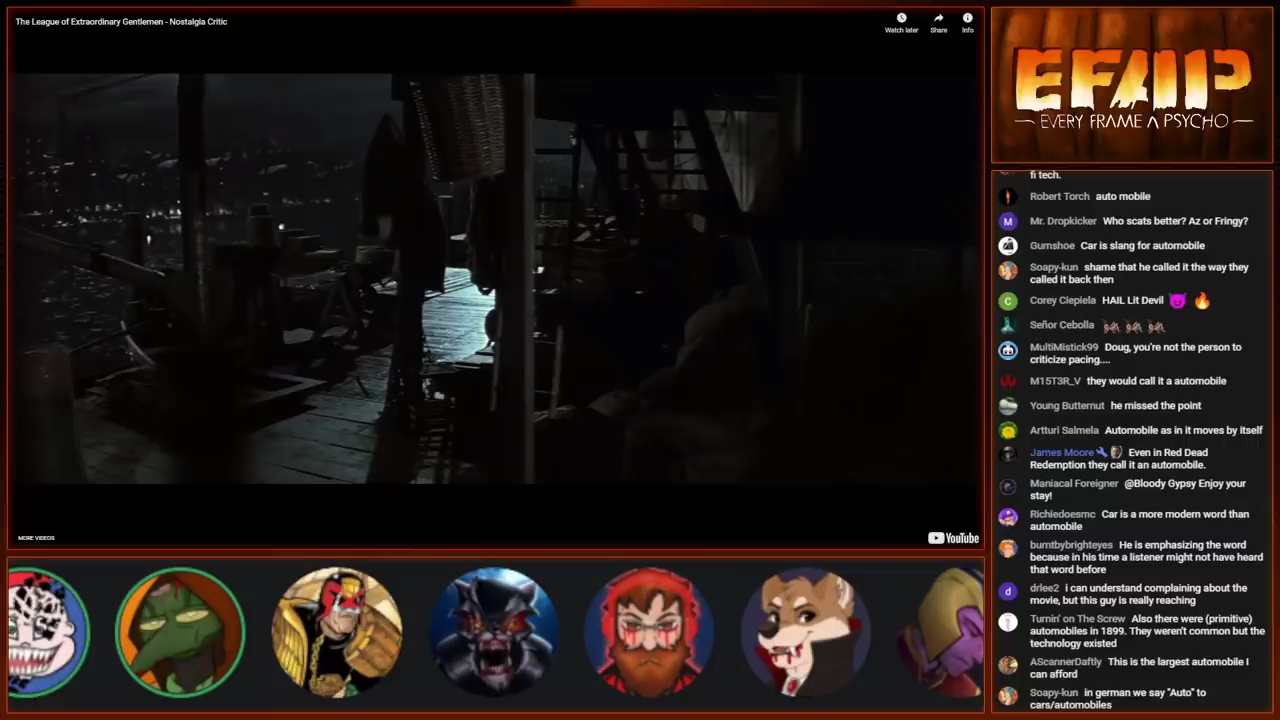 The League of Extraordinary Gentlemen - Nostalgia Critic
Watch later
Share
Info
MORE VIDEOS
YouTube
EFAP
EVERY FRAME A PSYCHO
fi tech.
Robert Torch auto mobile
Mr. Dropkicker Who scats better? Az or Fringy?
Gumshoe Car is slang for automobile
Soapy-kun shame that he called it the way they
called it back then
Corey Ciepiela HAIL Lit Devil 😈 🔥
Señor Cebolla
MultiMistick99 Doug, you're not the person to
criticize pacing....
M15T3R_V they would call it a automobile
Young Butternut he missed the point
Artturi Salmela Automobile as in it moves by itself
James Moore Even in Red Dead
Redemption they call it an automobile.
Maniacal Foreigner @Bloody Gypsy Enjoy your
stay!
Richiedoesmc Car is a more modern word than
automobile
burntbybrighteyes He is emphasizing the word
because in his time a listener might not have heard
that word before
drlee2 i can understand complaining about the
movie, but this guy is really reaching
Turnin' on The Screw Also there were (primitive)
automobiles in 1899. They weren't common but the
technology existed
AScannerDaftly This is the largest automobile I
can afford
Soapy-kun in german we say "Auto" to
cars/automobiles